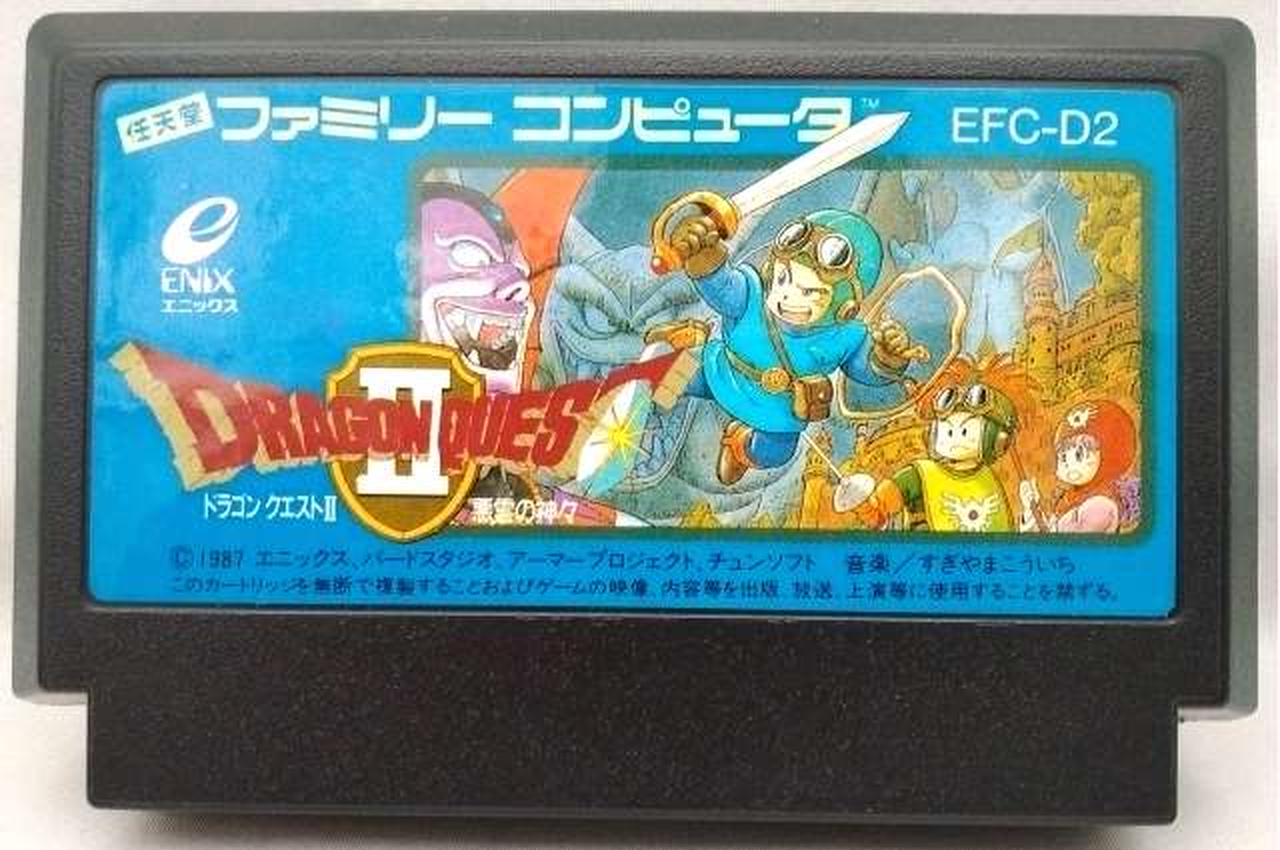 任天堂 ファミリー コンピュータ™ EFC-D2
ENIX
エニックス
DRAGON QUEST
II
ドラゴン クエストII 悪霊の神々
© 1987 エニックス、バードスタジオ、アーマープロジェクト、チュンソフト 音楽／すぎやまこういち
このカートリッジを無断で複製することおよびゲームの映像、内容等を出版、放送、上演等に使用することを禁ずる。